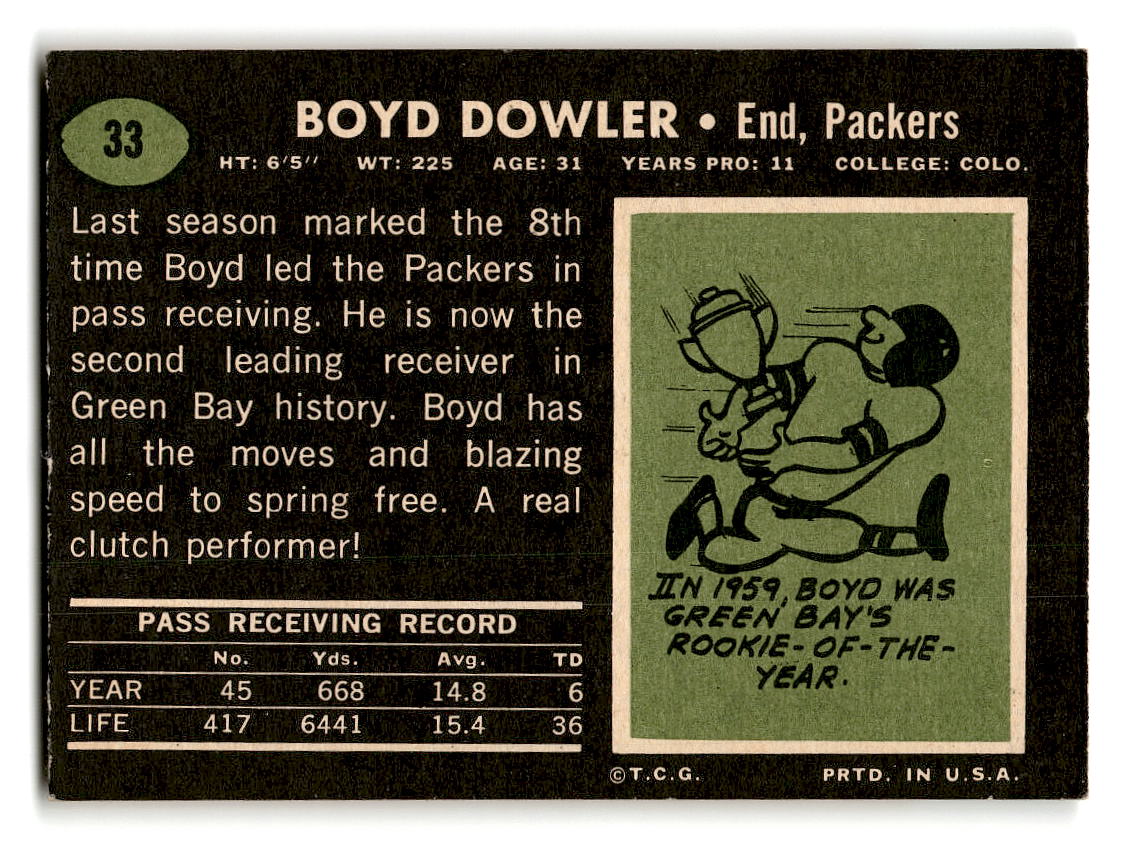 33
BOYD DOWLER • End, Packers
HT: 6'5'' WT: 225 AGE: 31 YEARS PRO: 11 COLLEGE: COLO.
Last season marked the 8th
time Boyd led the Packers in
pass receiving. He is now the
second leading receiver in
Green Bay history. Boyd has
all the moves and blazing
speed to spring free. A real
clutch performer!
PASS RECEIVING RECORD
No. Yds. Avg. TD
YEAR 45 668 14.8 6
LIFE 417 6441 15.4 36
IN 1959, BOYD WAS
GREEN BAY'S
ROOKIE-OF-THE-
YEAR.
©T.C.G. PRTD. IN U.S.A.